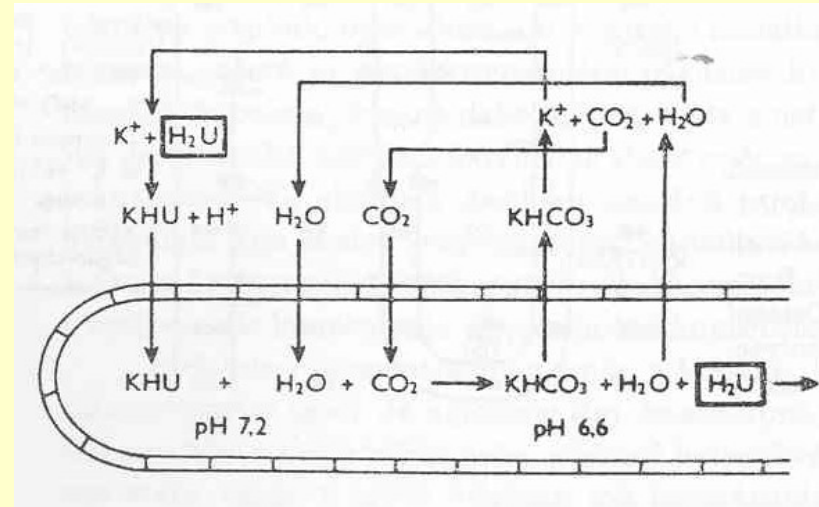 K⁺ + CO₂ + H₂O
K⁺ + H₂U
KHU + H⁺ H₂O CO₂ KHCO₃
KHU + H₂O + CO₂ KHCO₃ + H₂O + H₂U
pH 7,2 pH 6,6